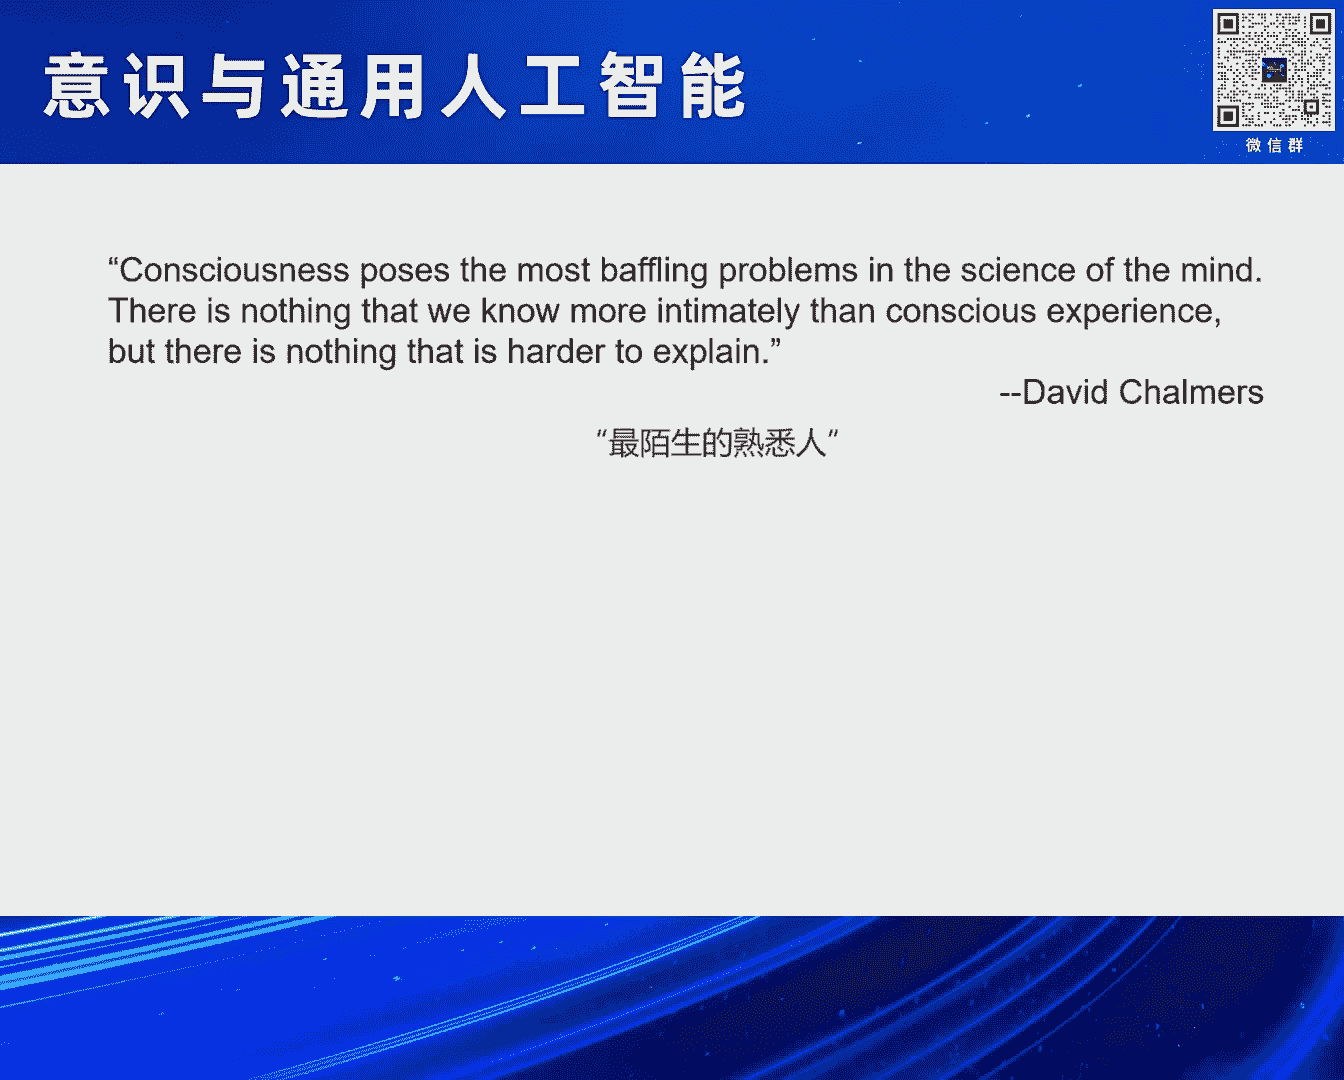 意识与通用人工智能
微信群
“Consciousness poses the most baffling problems in the science of the mind.
There is nothing that we know more intimately than conscious experience,
but there is nothing that is harder to explain.”
--David Chalmers
“最陌生的熟悉人”